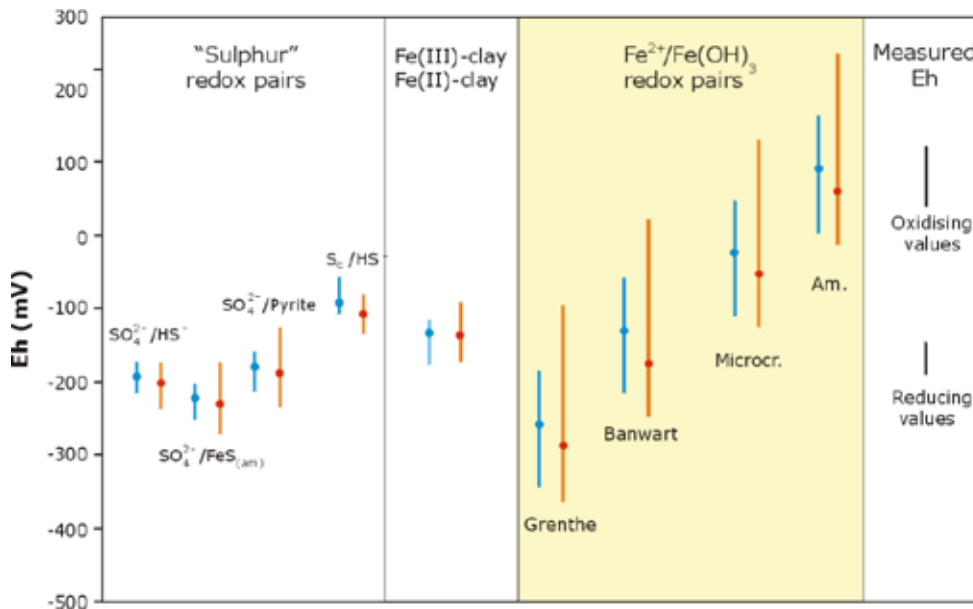 300
200
100
0
-100
-200
-300
-400
-500
Eh (mV)
“Sulphur”
redox pairs
Fe(III)-clay
Fe(II)-clay
Fe²⁺/Fe(OH)₃
redox pairs
Measured
Eh
SO₄²⁻/HS⁻
SO₄²⁻/FeS₍ₐₘ₎
SO₄²⁻/Pyrite
S꜀/HS⁻
Grenthe
Banwart
Microcr.
Am.
Oxidising
values
Reducing
values